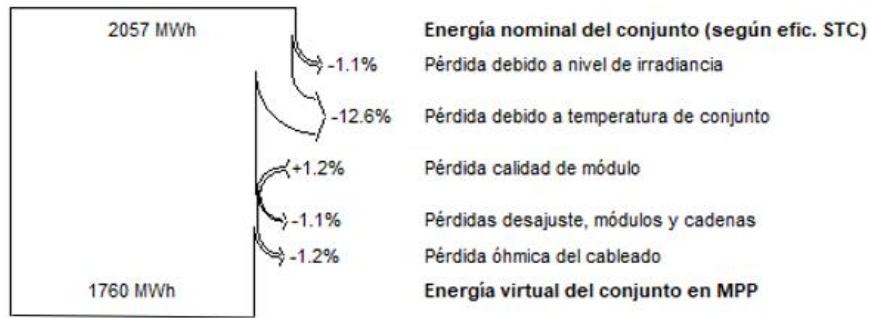 2057 MWh Energía nominal del conjunto (según efic. STC)
-1.1% Pérdida debido a nivel de irradiancia
-12.6% Pérdida debido a temperatura de conjunto
+1.2% Pérdida calidad de módulo
-1.1% Pérdidas desajuste, módulos y cadenas
-1.2% Pérdida óhmica del cableado
1760 MWh Energía virtual del conjunto en MPP